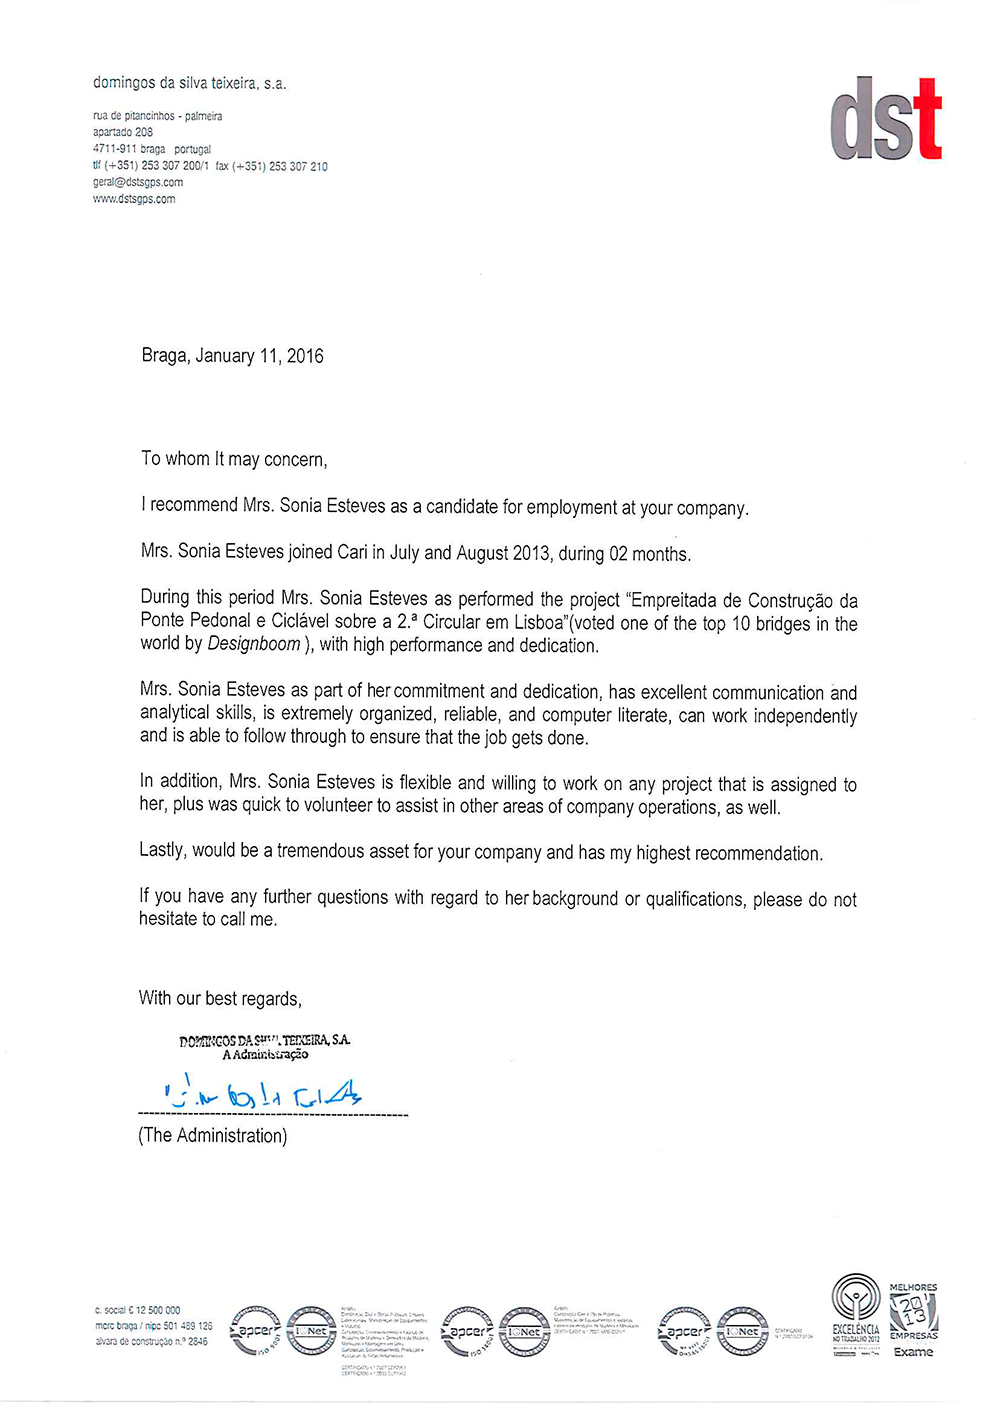 domingos da silva teixeira, s.a.
dst
rua de pitancinhos - palmeira
apartado 208
4711-911 braga portugal
tlf (+351) 253 307 200/1 fax (+351) 253 307 210
geral@dstsgps.com
www.dstsgps.com
Braga, January 11, 2016
To whom It may concern,
I recommend Mrs. Sonia Esteves as a candidate for employment at your company.
Mrs. Sonia Esteves joined Cari in July and August 2013, during 02 months.
During this period Mrs. Sonia Esteves as performed the project “Empreitada de Construção da
Ponte Pedonal e Ciclável sobre a 2.ª Circular em Lisboa”(voted one of the top 10 bridges in the
world by Designboom ), with high performance and dedication.
Mrs. Sonia Esteves as part of her commitment and dedication, has excellent communication and
analytical skills, is extremely organized, reliable, and computer literate, can work independently
and is able to follow through to ensure that the job gets done.
In addition, Mrs. Sonia Esteves is flexible and willing to work on any project that is assigned to
her, plus was quick to volunteer to assist in other areas of company operations, as well.
Lastly, would be a tremendous asset for your company and has my highest recommendation.
If you have any further questions with regard to her background or qualifications, please do not
hesitate to call me.
With our best regards,
DOMINGOS DA SILVA TEIXEIRA, S.A.
A Administração
(The Administration)
c. social € 12 500 000
mcrc braga / nipc 501 489 126
alvará de construção n.º 2846
apcer
ISO 9001
IQNet
apcer
ISO 14001
IQNet
apcer
OHSAS 18001
IQNet
EXCELÊNCIA
NO TRABALHO 2012
MELHORES
2013
EMPRESAS
Exame